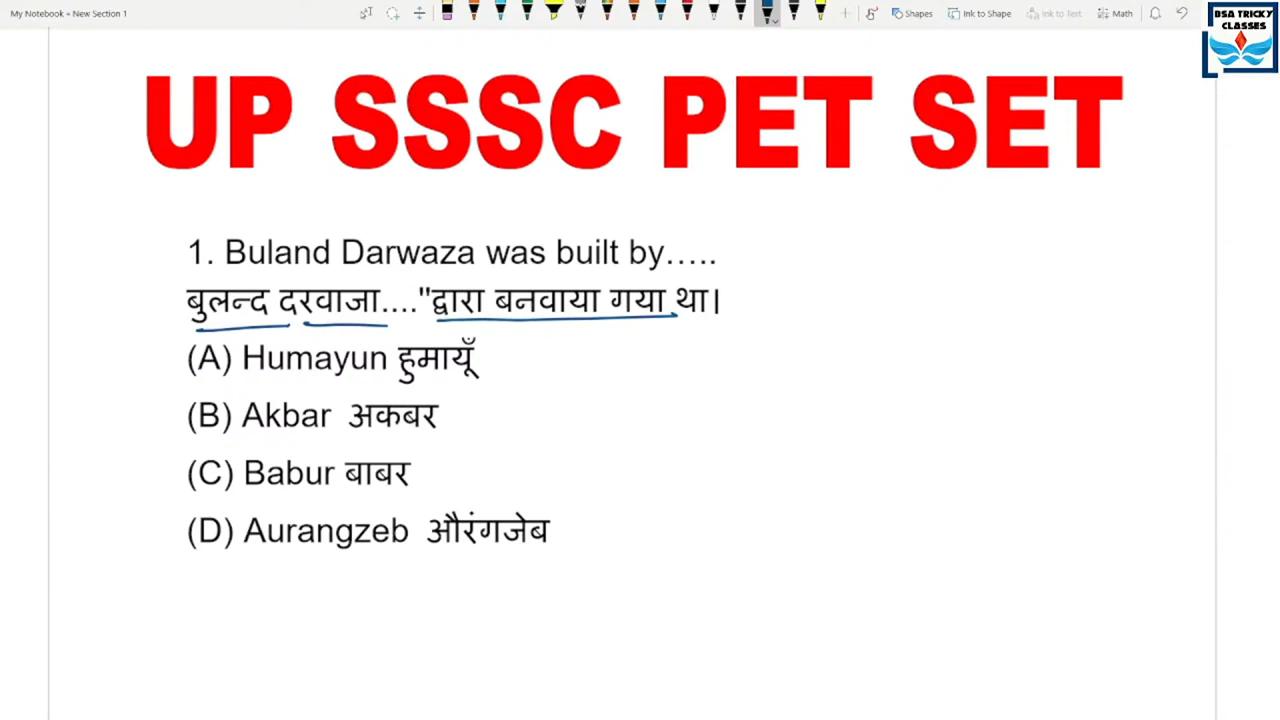 My Notebook – New Section 1
Shapes
Ink to Shape
Ink to Text
Math
BSA TRICKY
CLASSES
UP SSSC PET SET
1. Buland Darwaza was built by…..
बुलन्द दरवाजा...."द्वारा बनवाया गया था।
(A) Humayun हुमायूँ
(B) Akbar अकबर
(C) Babur बाबर
(D) Aurangzeb औरंगजेब